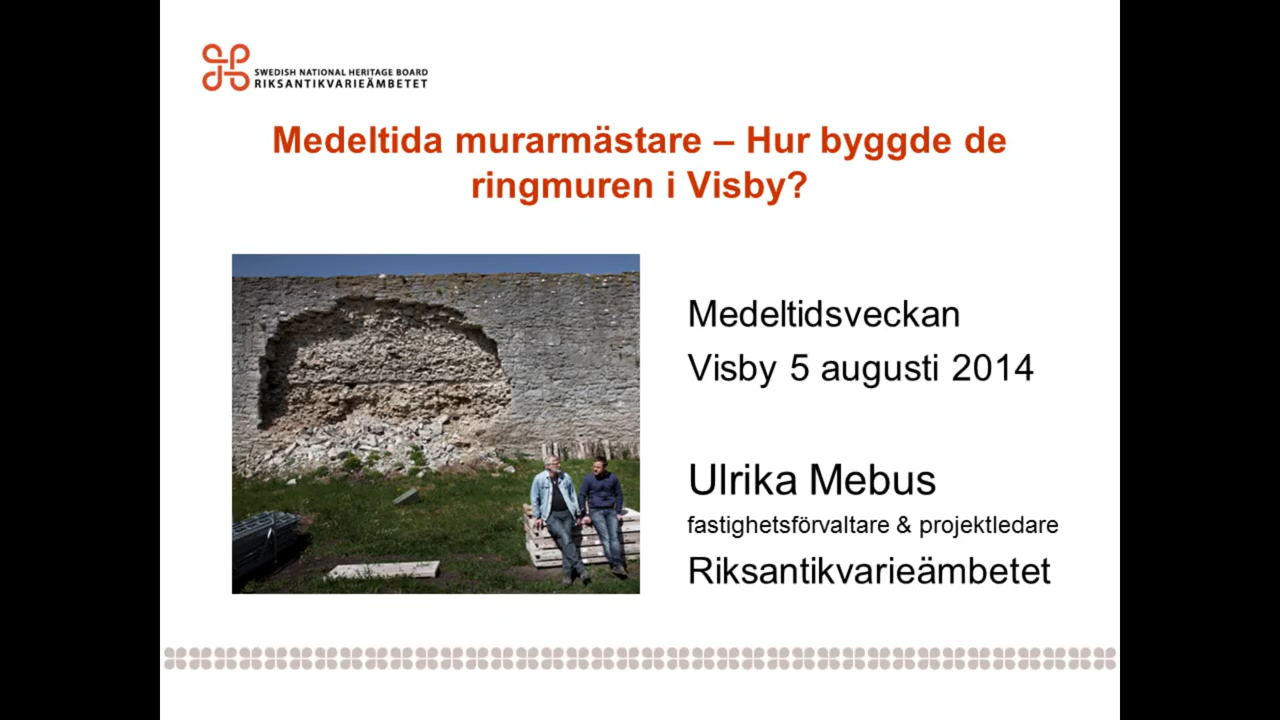 SWEDISH NATIONAL HERITAGE BOARD
RIKSANTIKVARIEÄMBETET
Medeltida murarmästare – Hur byggde de
ringmuren i Visby?
Medeltidsveckan
Visby 5 augusti 2014
Ulrika Mebus
fastighetsförvaltare & projektledare
Riksantikvarieämbetet